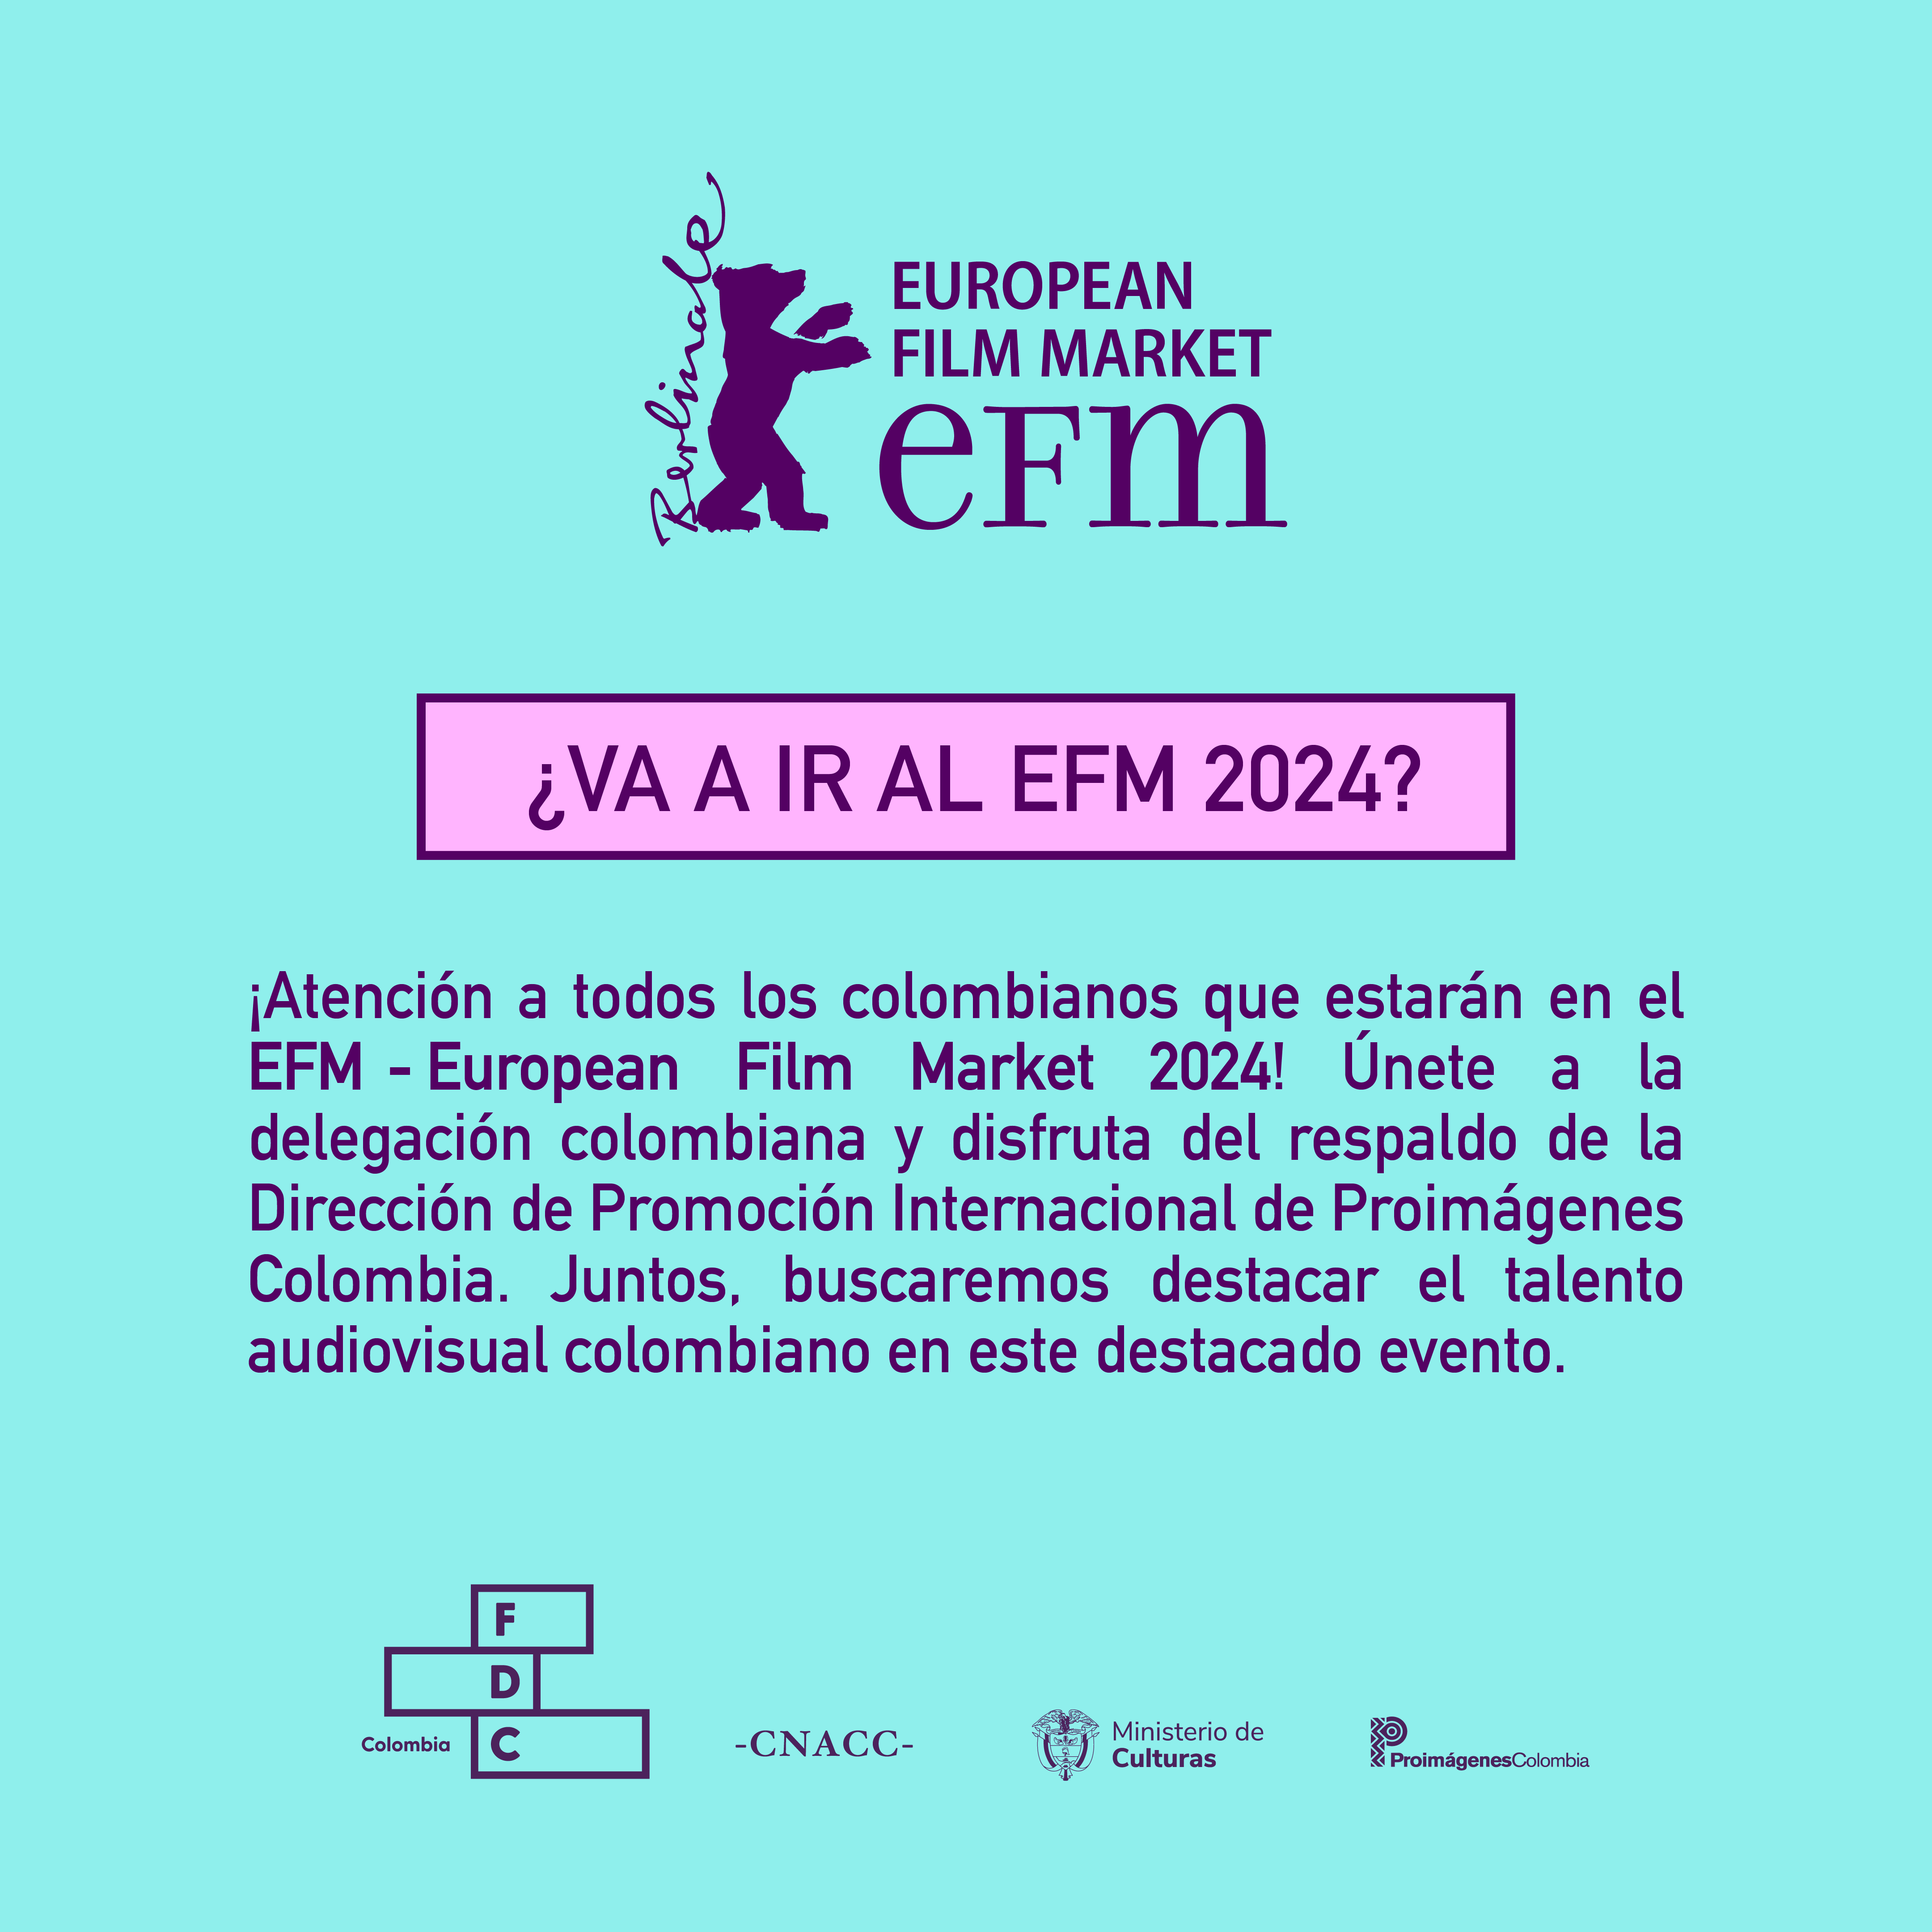 Berlinale
EUROPEAN
FILM MARKET
eFm
¿VA A IR AL EFM 2024?
¡Atención a todos los colombianos que estarán en el
EFM - European Film Market 2024! Únete a la
delegación colombiana y disfruta del respaldo de la
Dirección de Promoción Internacional de Proimágenes
Colombia. Juntos, buscaremos destacar el talento
audiovisual colombiano en este destacado evento.
F
D
C
Colombia
-CNACC-
Ministerio de
Culturas
ProimágenesColombia